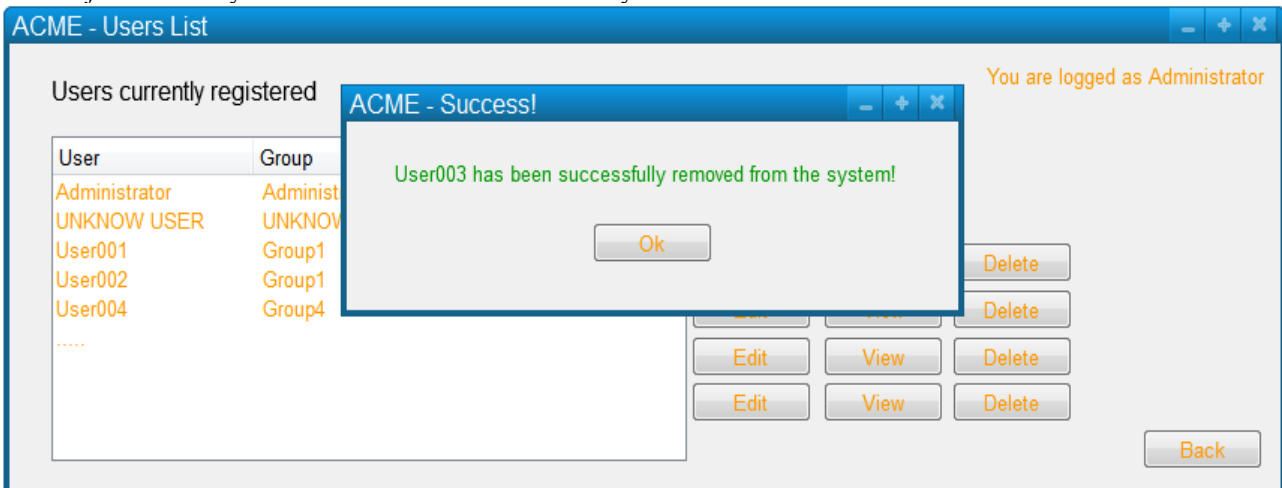 ACME - Users List
You are logged as Administrator
Users currently registered
ACME - Success!
User003 has been successfully removed from the system!
Ok
User Group
Administrator Administ
UNKNOW USER UNKNOW
User001 Group1
User002 Group1
User004 Group4
.....
Delete
Delete
Edit View Delete
Edit View Delete
Back